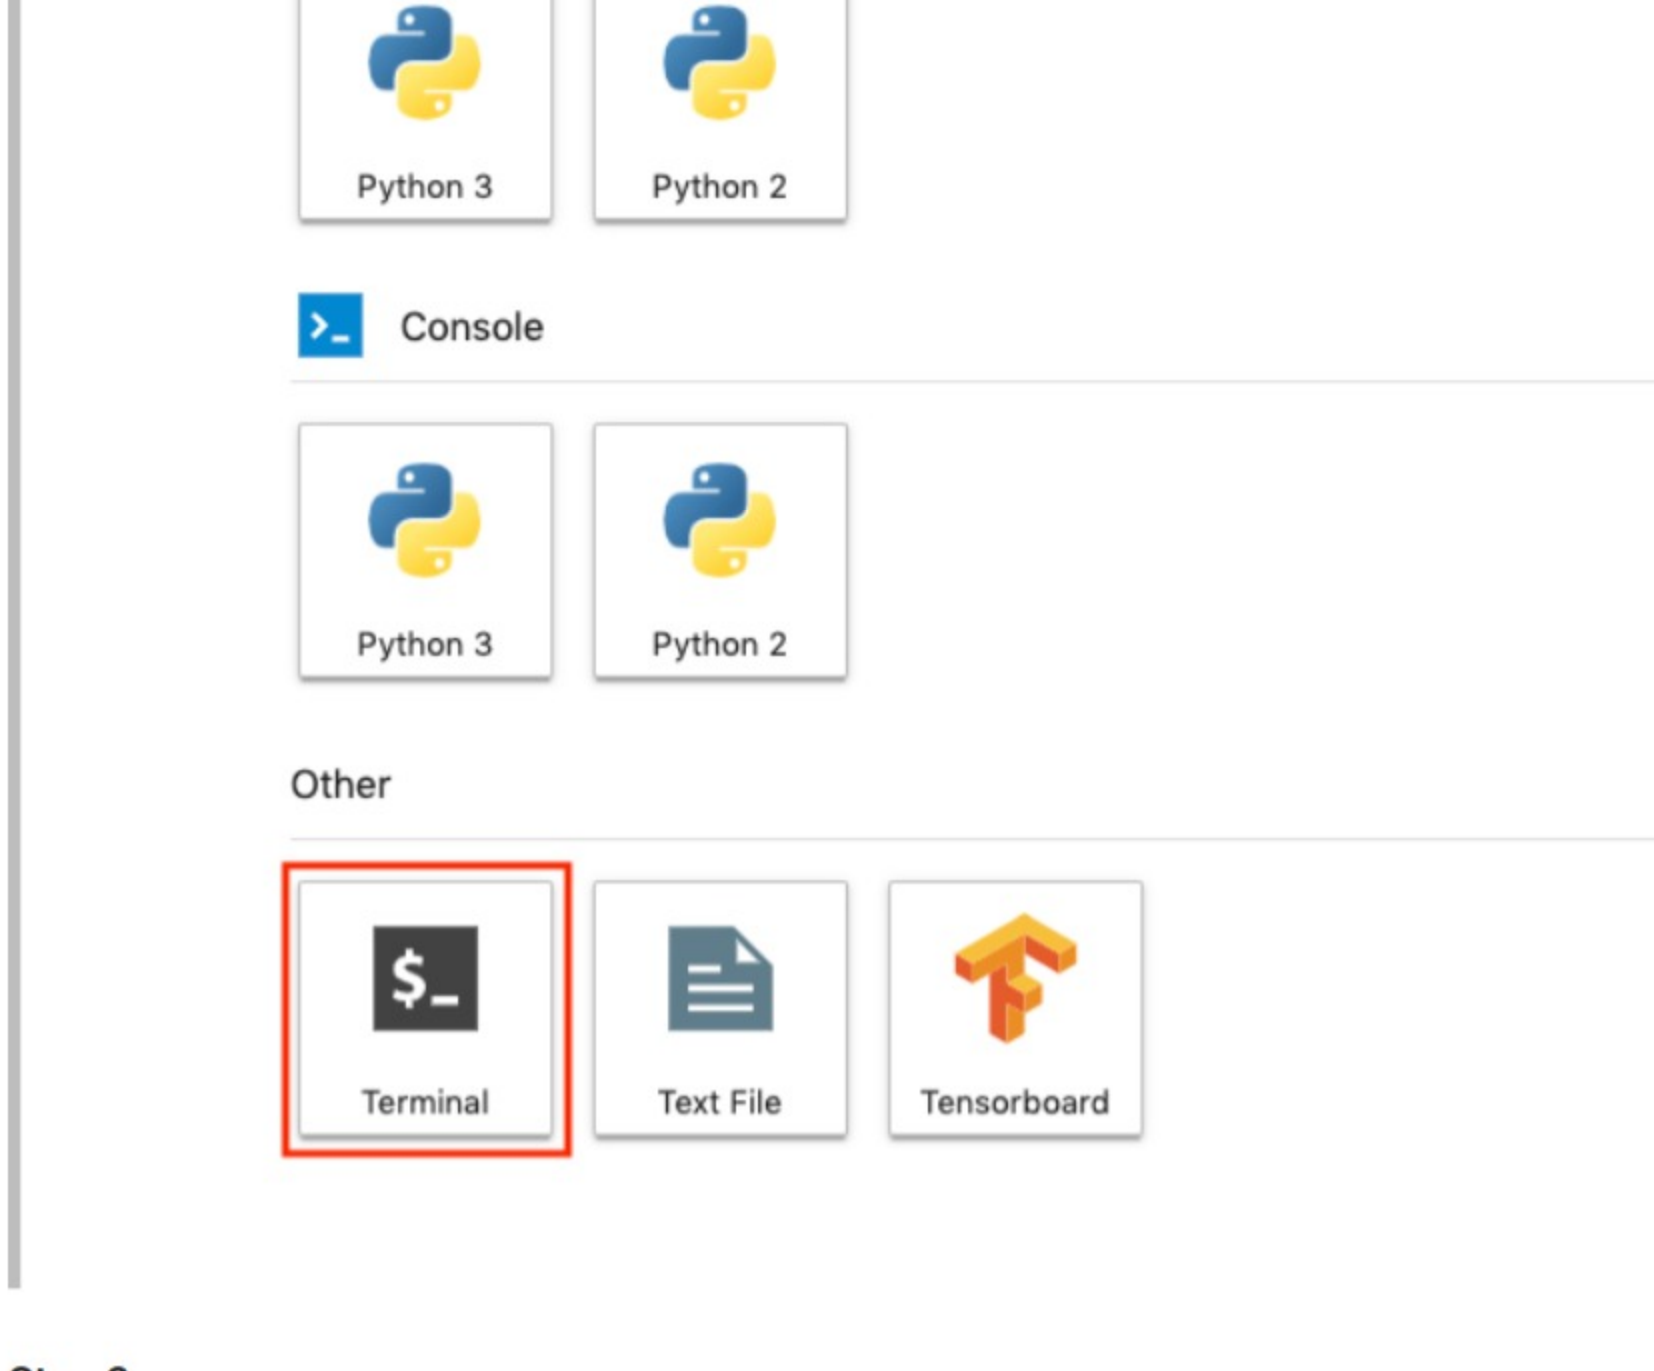 Python 3 Python 2
Console
Python 3 Python 2
Other
$_
Terminal Text File Tensorboard